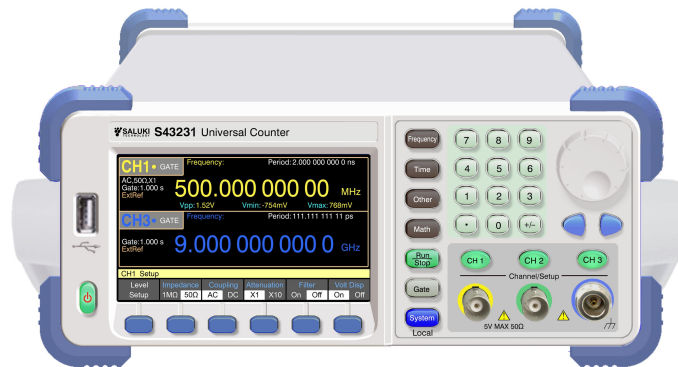 SALUKI TECHNOLOGY S43231 Universal Counter
CH1 GATE Frequency: Period:2.000 000 000 0 ns
AC,50Ω,X1
Gate:1.000 s
ExtRef
500.000 000 000 00 MHz
Vpp:1.52V Vmin:-754mV Vmax:768mV
CH3 GATE Frequency: Period:111.111 111 11 ps
Gate:1.000 s
ExtRef
9.000 000 000 000 0 GHz
CH1 Setup
Level Impedance Coupling Attenuation Filter Volt Disp
Setup 1MΩ 50Ω AC DC X1 X10 On Off On Off
Frequency 7 8 9
Time 4 5 6
Other 1 2 3
Math • 0 +/−
Run
Stop
CH 1 CH 2 CH 3
Channel/Setup
Gate
System
Local
5V MAX 50Ω